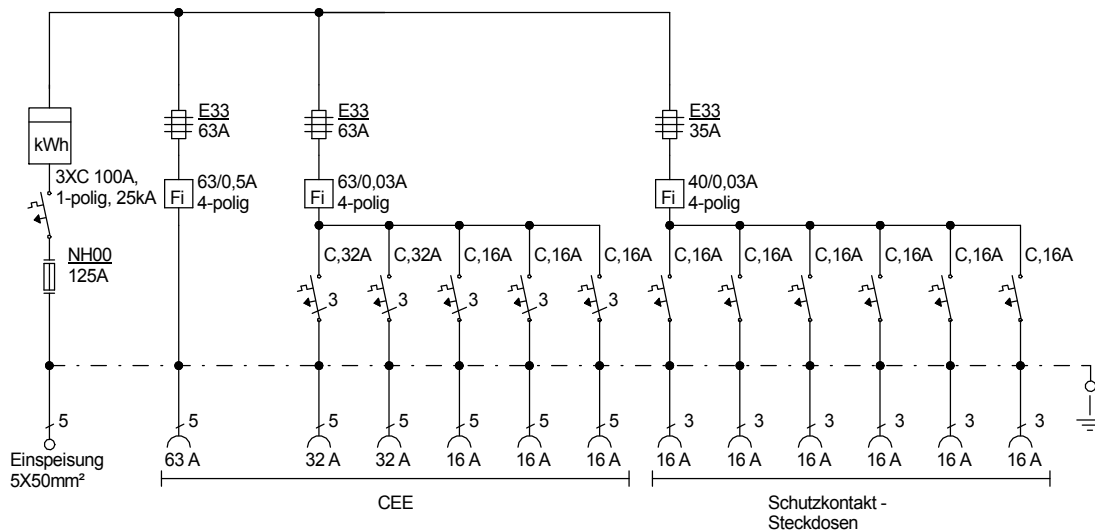 E33
63A
E33
63A
E33
35A
kWh
3XC 100A,
1-polig, 25kA
Fi
63/0,5A
4-polig
Fi
63/0,03A
4-polig
Fi
40/0,03A
4-polig
NH00
125A
C,32A
C,32A
C,16A
C,16A
C,16A
C,16A
C,16A
C,16A
C,16A
C,16A
C,16A
3
3
3
3
3
5
5
5
5
5
5
5
3
3
3
3
3
3
Einspeisung
5X50mm²
63 A
32 A
32 A
16 A
16 A
16 A
16 A
16 A
16 A
16 A
16 A
16 A
CEE
Schutzkontakt -
Steckdosen